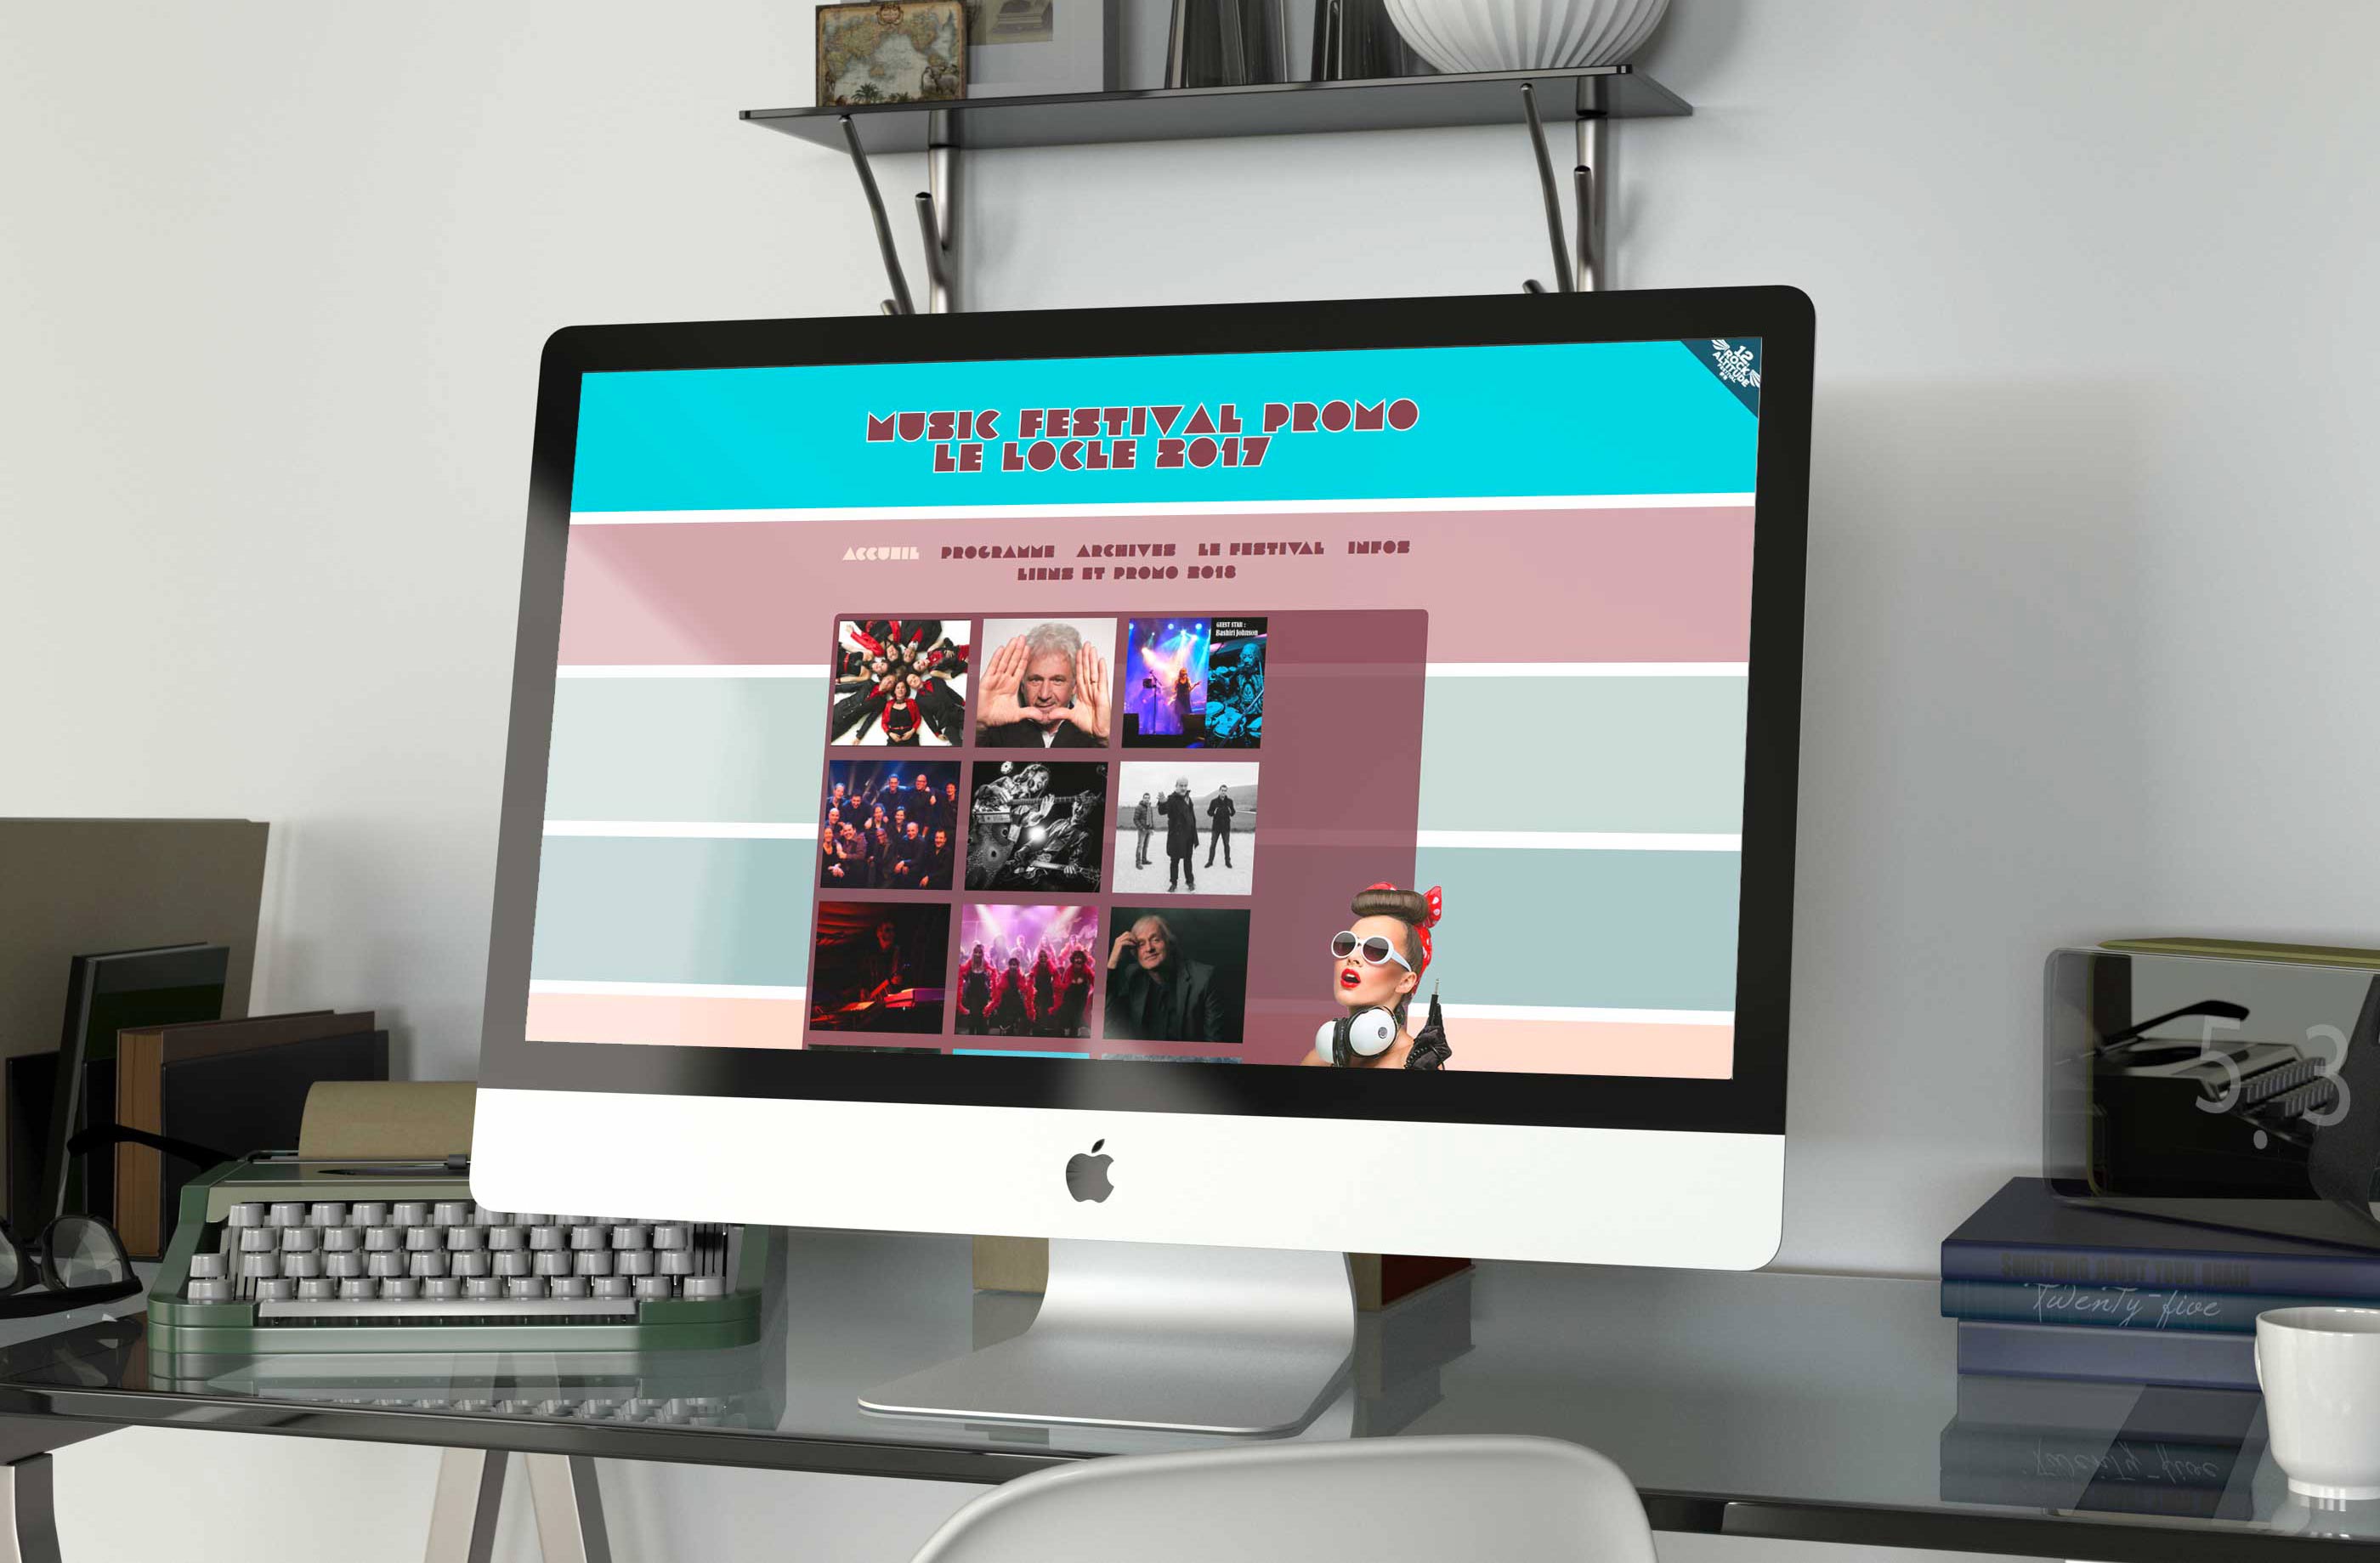 MUSIC FESTIVAL PROMO
LE LOCLE 2017
12
ROCK
ALTITUDE
FESTIVAL
ACCUEIL PROGRAMME ARCHIVES LE FESTIVAL INFOS
LIENS ET PROMO 2018
GUEST STAR :
Bashiri Johnson
5 3
Twenty-five